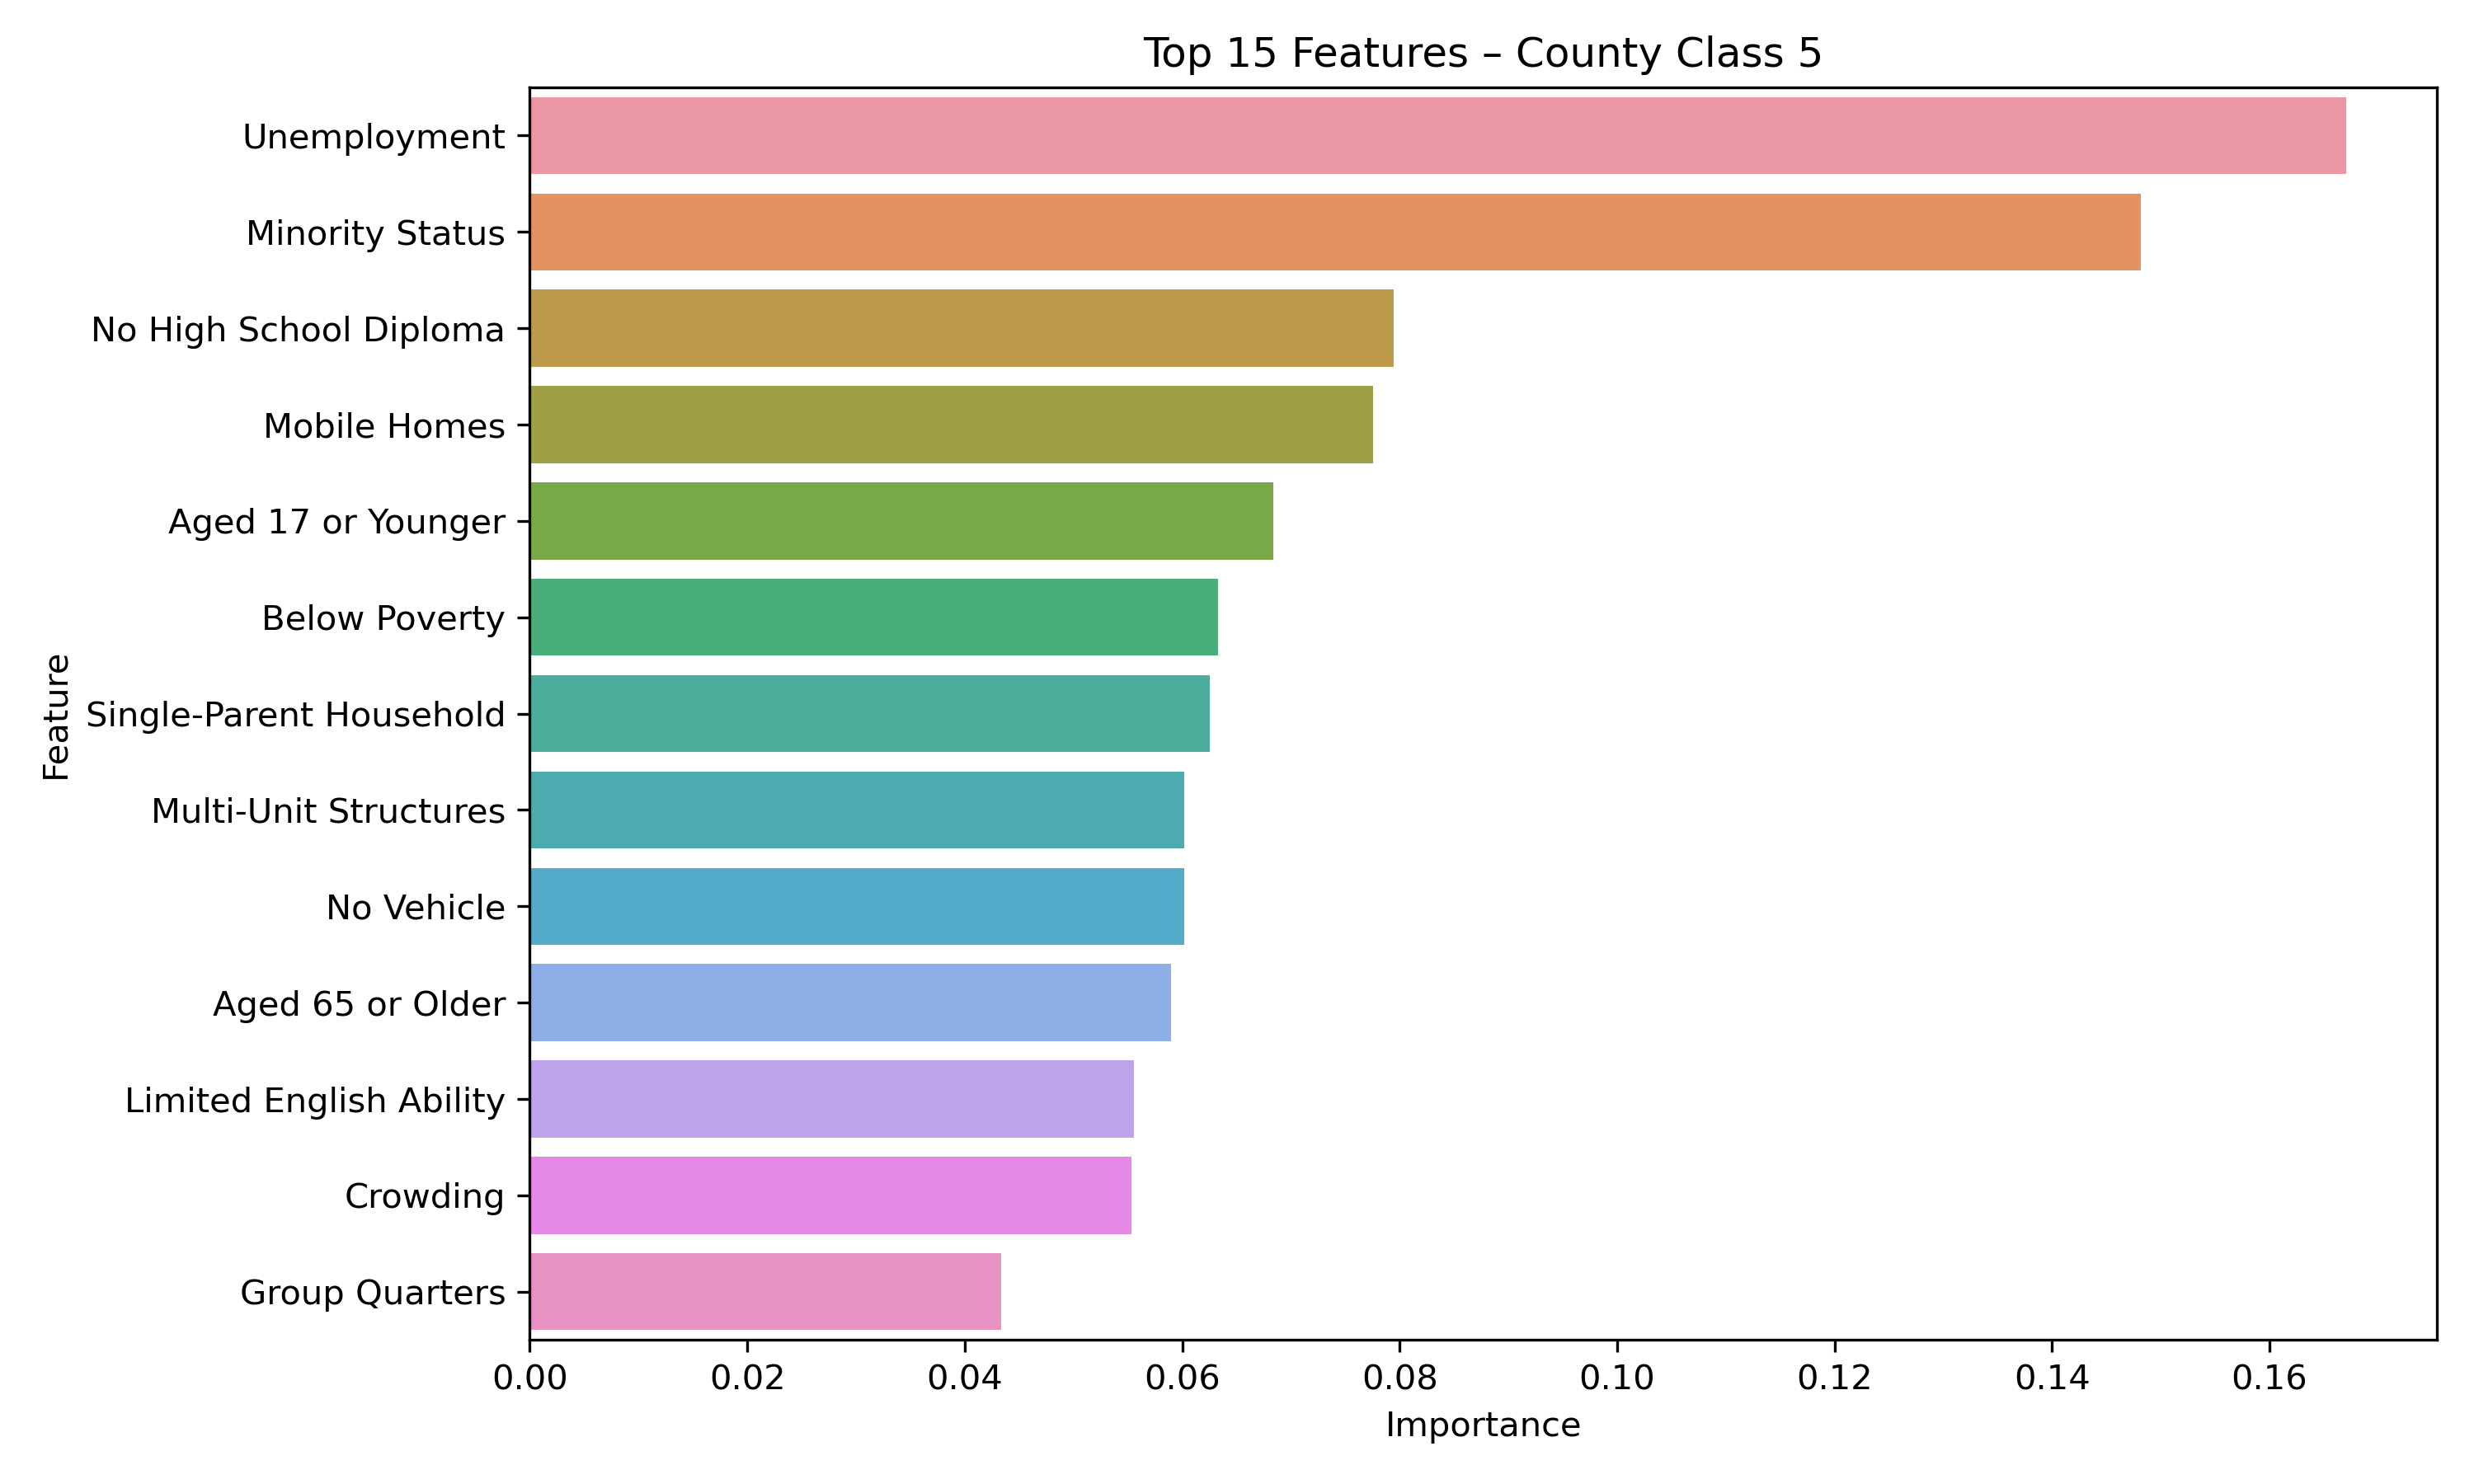 Top 15 Features – County Class 5
Feature
Unemployment
Minority Status
No High School Diploma
Mobile Homes
Aged 17 or Younger
Below Poverty
Single-Parent Household
Multi-Unit Structures
No Vehicle
Aged 65 or Older
Limited English Ability
Crowding
Group Quarters
0.00 0.02 0.04 0.06 0.08 0.10 0.12 0.14 0.16
Importance